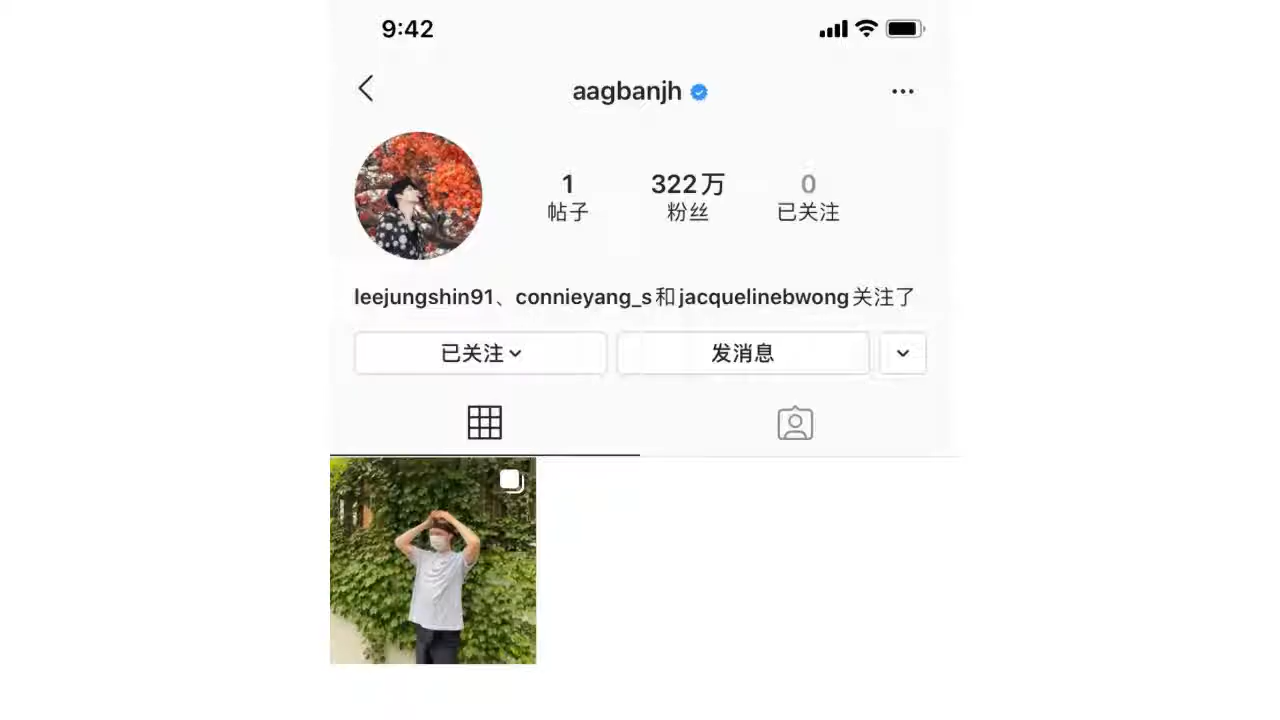 9:42
aagbanjh
1 322万 0
帖子 粉丝 已关注
leejungshin91、connieyang_s和jacquelinebwong关注了
已关注 发消息